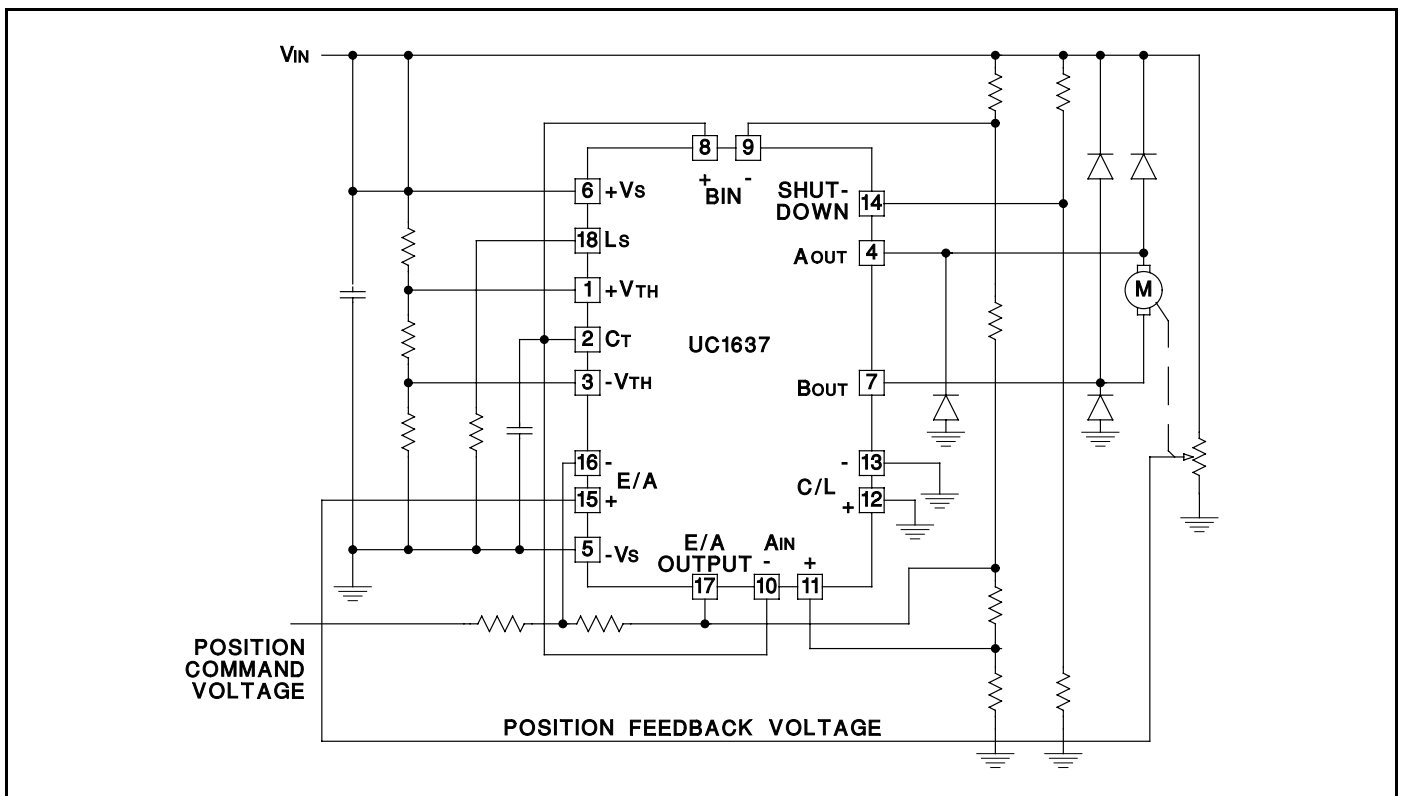 VIN
8
9
+ -
BIN
6 +VS
18 LS
1 +VTH
2 CT
3 -VTH
UC1637
SHUT-
DOWN
14
AOUT 4
M
BOUT 7
16 -
E/A
15 +
5 -VS
- 13
C/L
+ 12
E/A
OUTPUT
AIN
- +
17
10
11
POSITION
COMMAND
VOLTAGE
POSITION FEEDBACK VOLTAGE